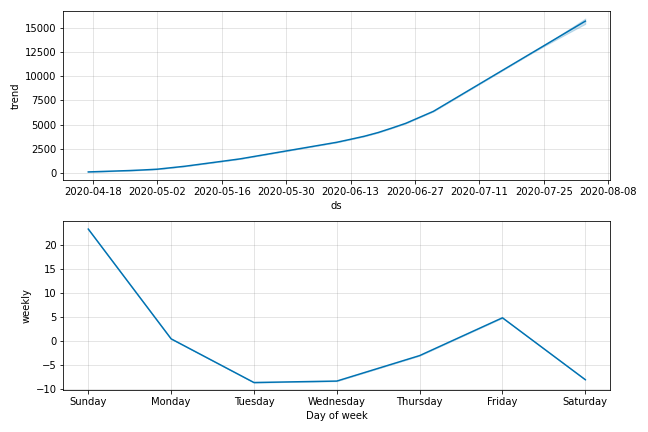 trend
15000
12500
10000
7500
5000
2500
0
2020-04-18 2020-05-02 2020-05-16 2020-05-30 2020-06-13 2020-06-27 2020-07-11 2020-07-25 2020-08-08
ds
weekly
20
15
10
5
0
−5
−10
Sunday Monday Tuesday Wednesday Thursday Friday Saturday
Day of week